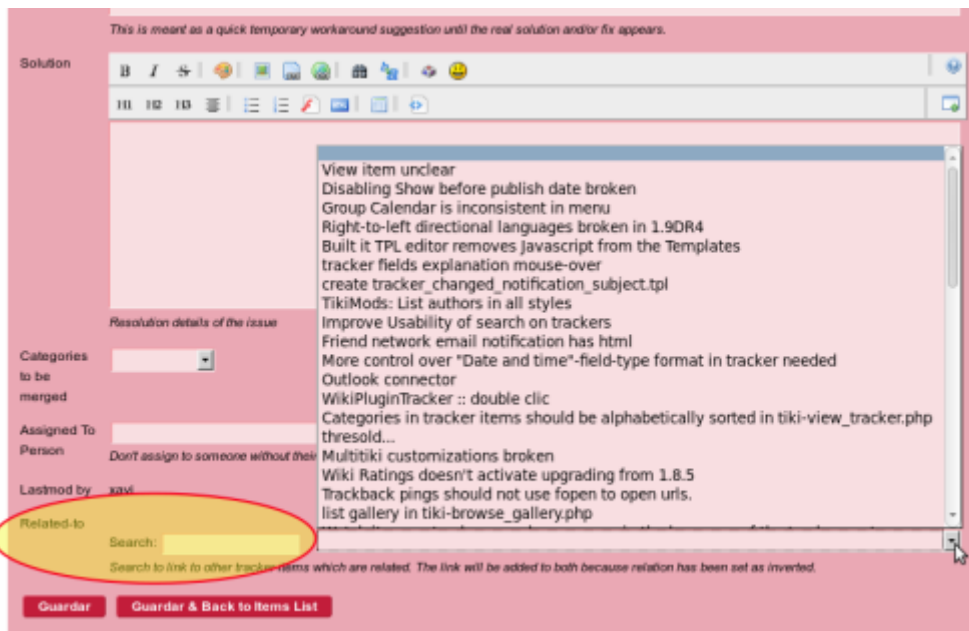 This is meant as a quick temporary workaround suggestion until the real solution and/or fix appears.
Solution
B I S
H1 H2 H3
View item unclear
Disabling Show before publish date broken
Group Calendar is inconsistent in menu
Right-to-left directional languages broken in 1.9DR4
Built it TPL editor removes Javascript from the Templates
tracker fields explanation mouse-over
create tracker_changed_notification_subject.tpl
TikiMods: List authors in all styles
Improve Usability of search on trackers
Friend network email notification has html
More control over "Date and time"-field-type format in tracker needed
Outlook connector
WikiPluginTracker :: double clic
Categories in tracker items should be alphabetically sorted in tiki-view_tracker.php
thresold...
Multitiki customizations broken
Wiki Ratings doesn't activate upgrading from 1.8.5
Trackback pings should not use fopen to open urls.
list gallery in tiki-browse_gallery.php
Resolution details of the issue
Categories
to be
merged
Assigned To
Person
Don't assign to someone without their
Lastmod by xavi
Related-to
Search:
Search to link to other tracker items which are related. The link will be added to both because relation has been set as inverted.
Guardar Guardar & Back to Items List